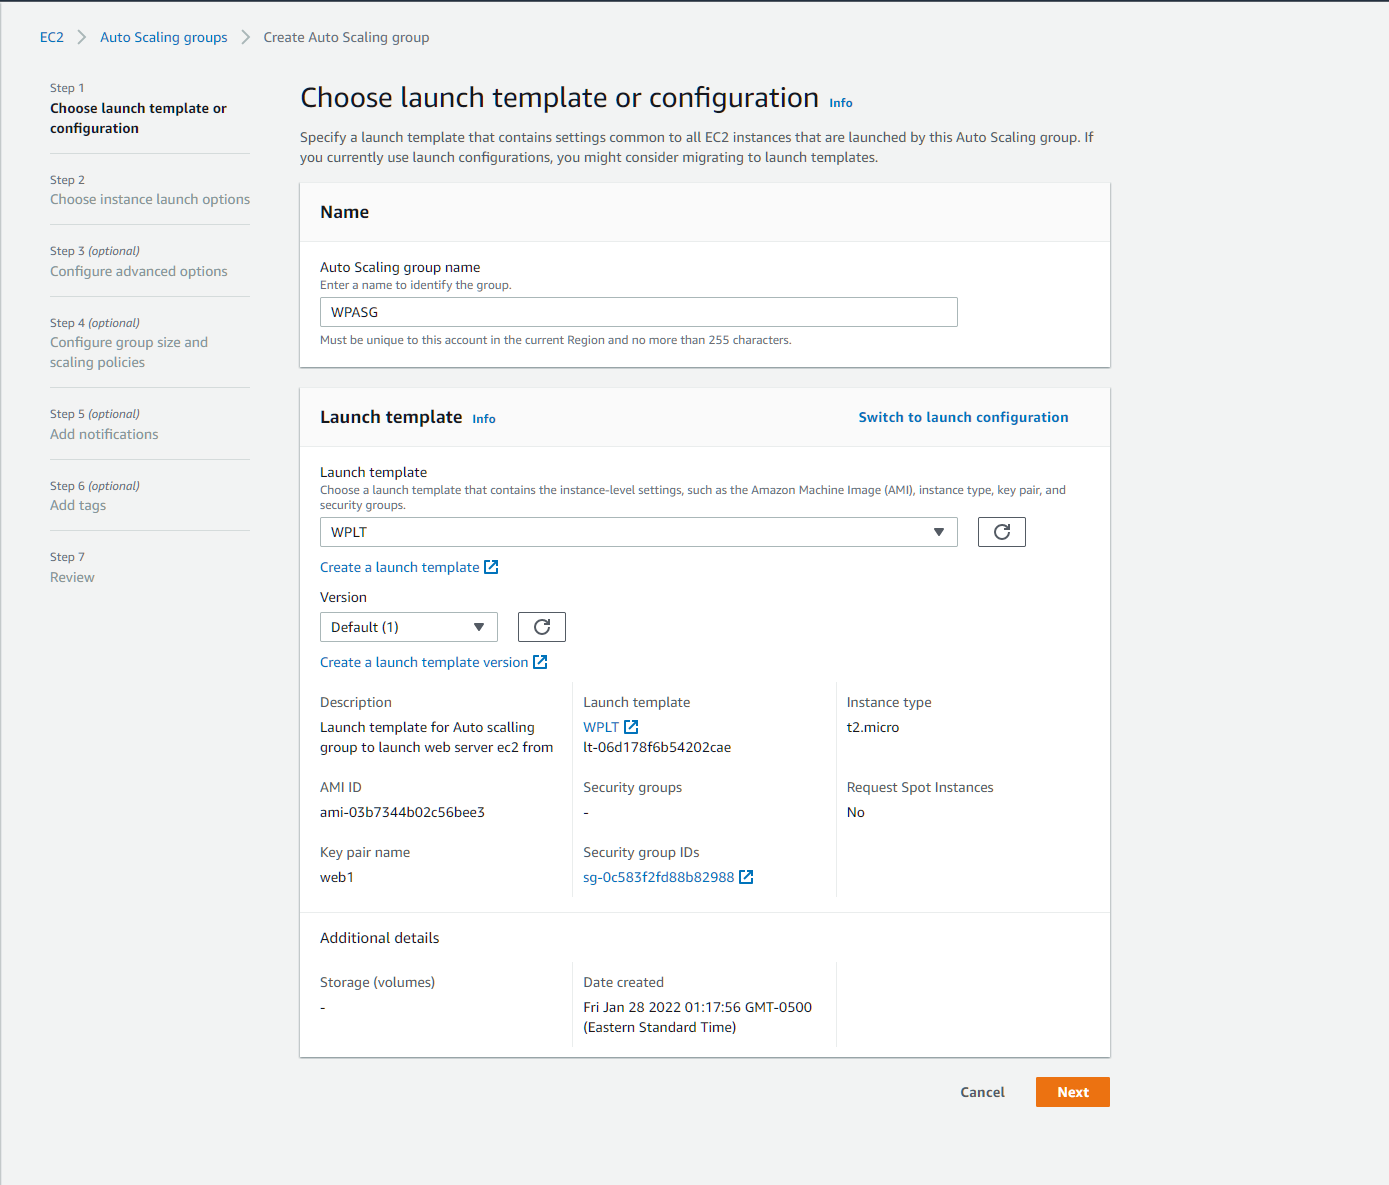 EC2 > Auto Scaling groups > Create Auto Scaling group
Step 1
Choose launch template or
configuration
Step 2
Choose instance launch options
Step 3 (optional)
Configure advanced options
Step 4 (optional)
Configure group size and
scaling policies
Step 5 (optional)
Add notifications
Step 6 (optional)
Add tags
Step 7
Review
Choose launch template or configuration Info
Specify a launch template that contains settings common to all EC2 instances that are launched by this Auto Scaling group. If
you currently use launch configurations, you might consider migrating to launch templates.
Name
Auto Scaling group name
Enter a name to identify the group.
WPASG
Must be unique to this account in the current Region and no more than 255 characters.
Launch template Info
Switch to launch configuration
Launch template
Choose a launch template that contains the instance-level settings, such as the Amazon Machine Image (AMI), instance type, key pair, and
security groups.
WPLT
Create a launch template
Version
Default (1)
Create a launch template version
Description
Launch template for Auto scalling
group to launch web server ec2 from
Launch template
WPLT
lt-06d178f6b54202cae
Instance type
t2.micro
AMI ID
ami-03b7344b02c56bee3
Security groups
-
Request Spot Instances
No
Key pair name
web1
Security group IDs
sg-0c583f2fd88b82988
Additional details
Storage (volumes)
-
Date created
Fri Jan 28 2022 01:17:56 GMT-0500
(Eastern Standard Time)
Cancel
Next